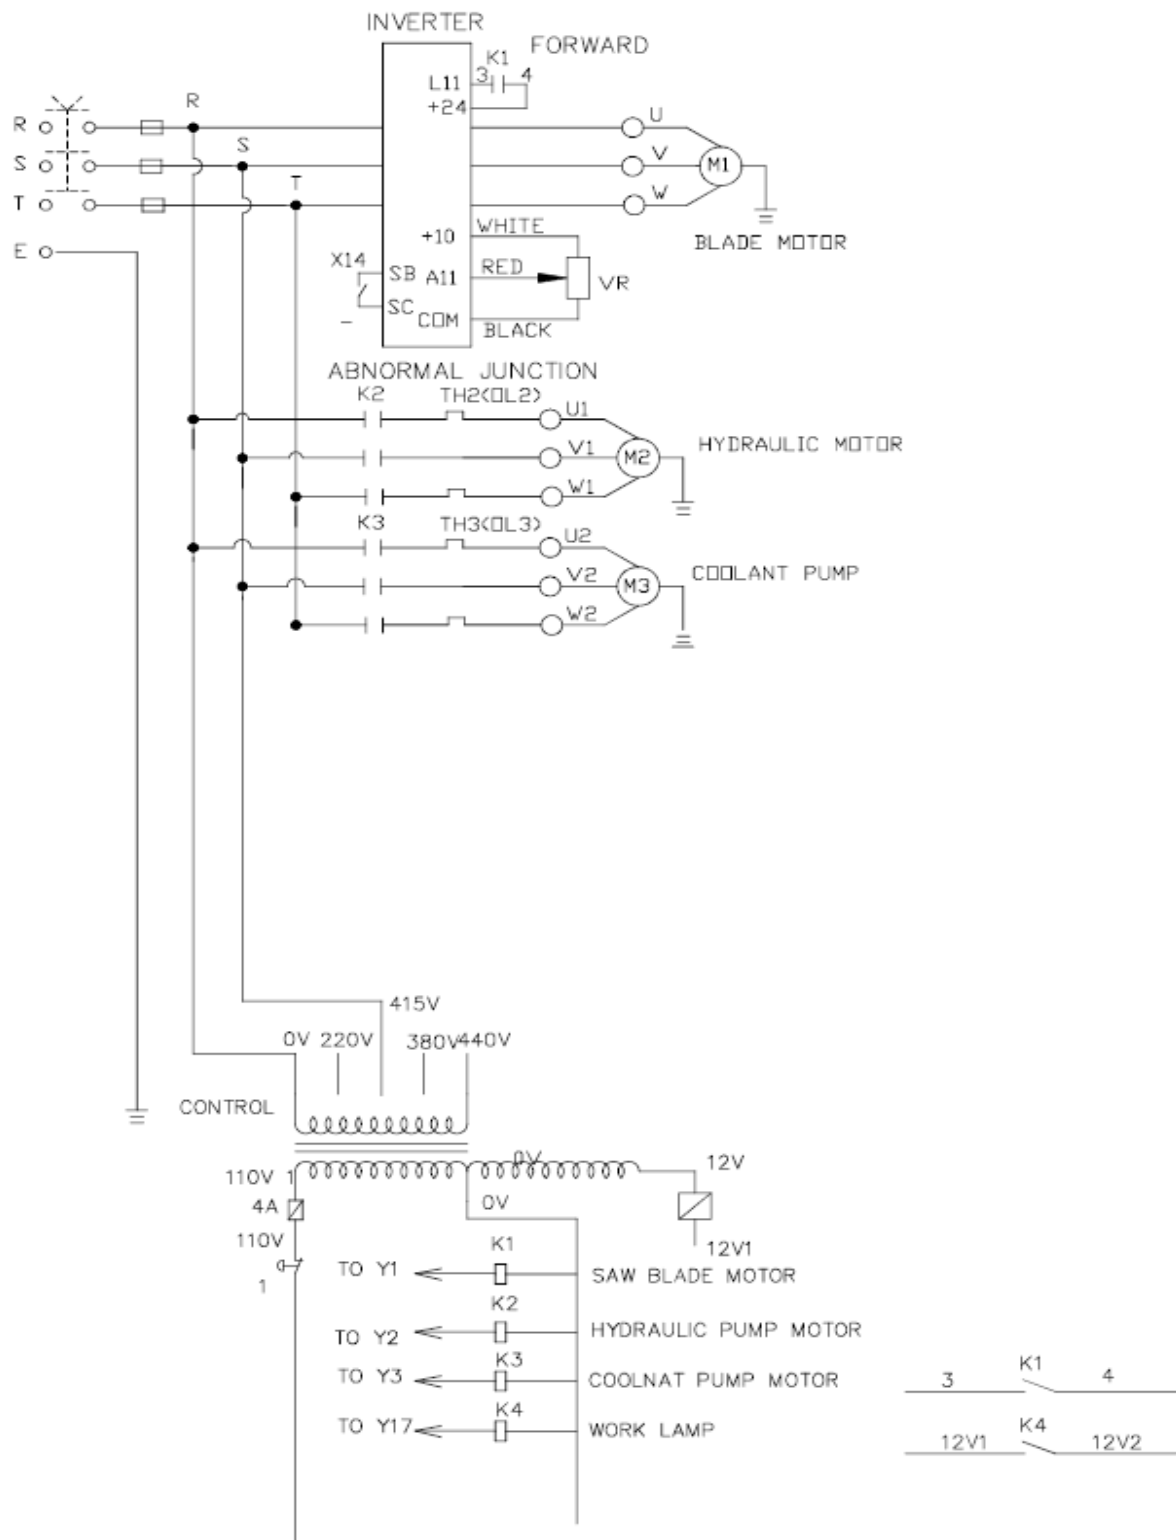 INVERTER
FORWARD
K1
3 4
L11
+24
R
R
U
S
S
V
M1
T
T
W
WHITE
+10
BLADE MOTOR
E
X14
SB
A11
RED
VR
SC
COM
BLACK
ABNORMAL JUNCTION
K2
TH2(OL2)
U1
V1
M2
HYDRAULIC MOTOR
W1
K3
TH3(OL3)
U2
V2
M3
COOLANT PUMP
W2
415V
0V 220V 380V 440V
CONTROL
0V
12V
110V 1
4A
0V
110V
12V1
K1
TO Y1
SAW BLADE MOTOR
1
K2
TO Y2
HYDRAULIC PUMP MOTOR
K3
TO Y3
COOLNAT PUMP MOTOR
3 K1 4
K4
TO Y17
WORK LAMP
12V1 K4 12V2